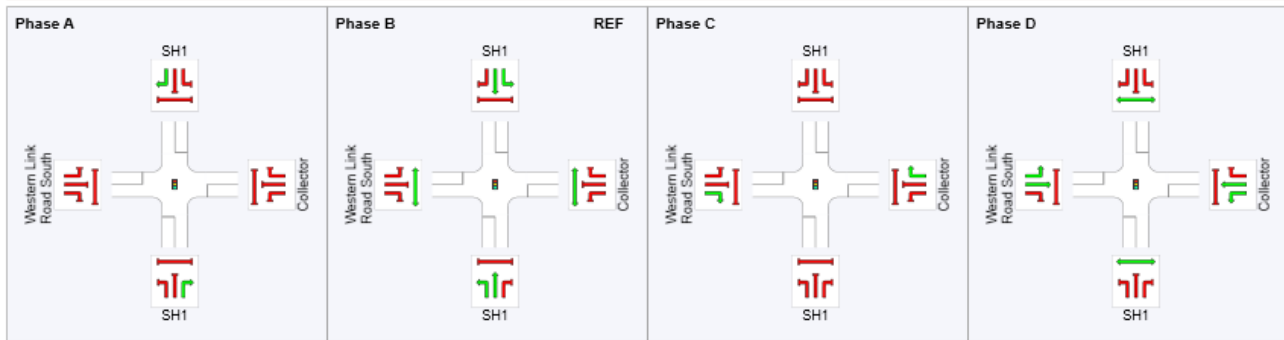 Phase A
SH1
Western Link
Road South
Collector
SH1
Phase B
REF
SH1
Western Link
Road South
Collector
SH1
Phase C
SH1
Western Link
Road South
Collector
SH1
Phase D
SH1
Western Link
Road South
Collector
SH1